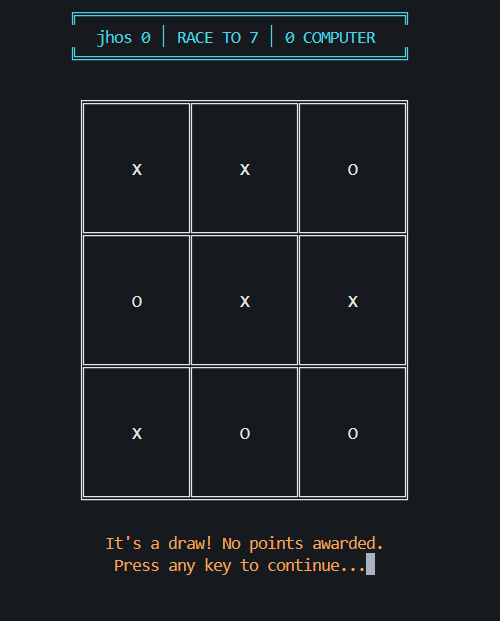 jhos 0 │ RACE TO 7 │ 0 COMPUTER
X X O
O X X
X O O
It's a draw! No points awarded.
Press any key to continue...